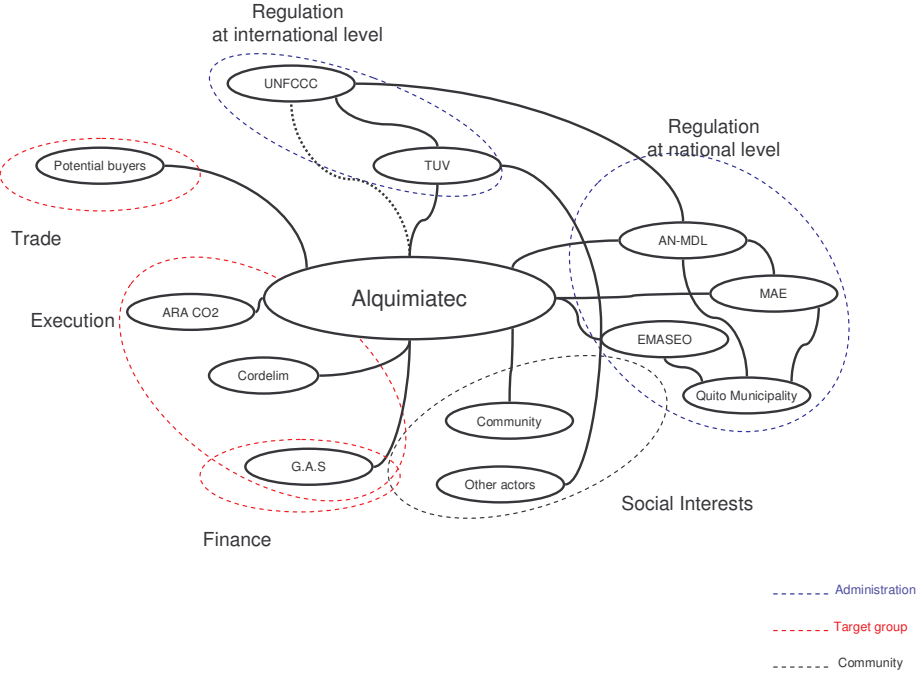 Regulation
at international level
UNFCCC
Regulation
at national level
Potential buyers
TUV
Trade
AN-MDL
MAE
Alquimiatec
ARA CO2
Execution
EMASEO
Cordelim
Quito Municipality
Community
G.A.S
Other actors
Social Interests
Finance
Administration
Target group
Community